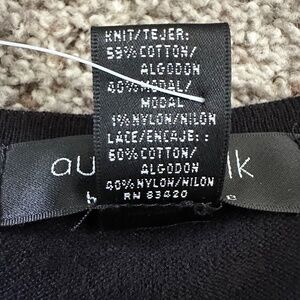 KNIT/TEJER:
59% COTTON/
ALGODON
40% MODAL/
MODAL
1% NYLON/NILON
LACE/ENCAJE: :
60% COTTON/
ALGODON
40% NYLON/NILON
RN 83420